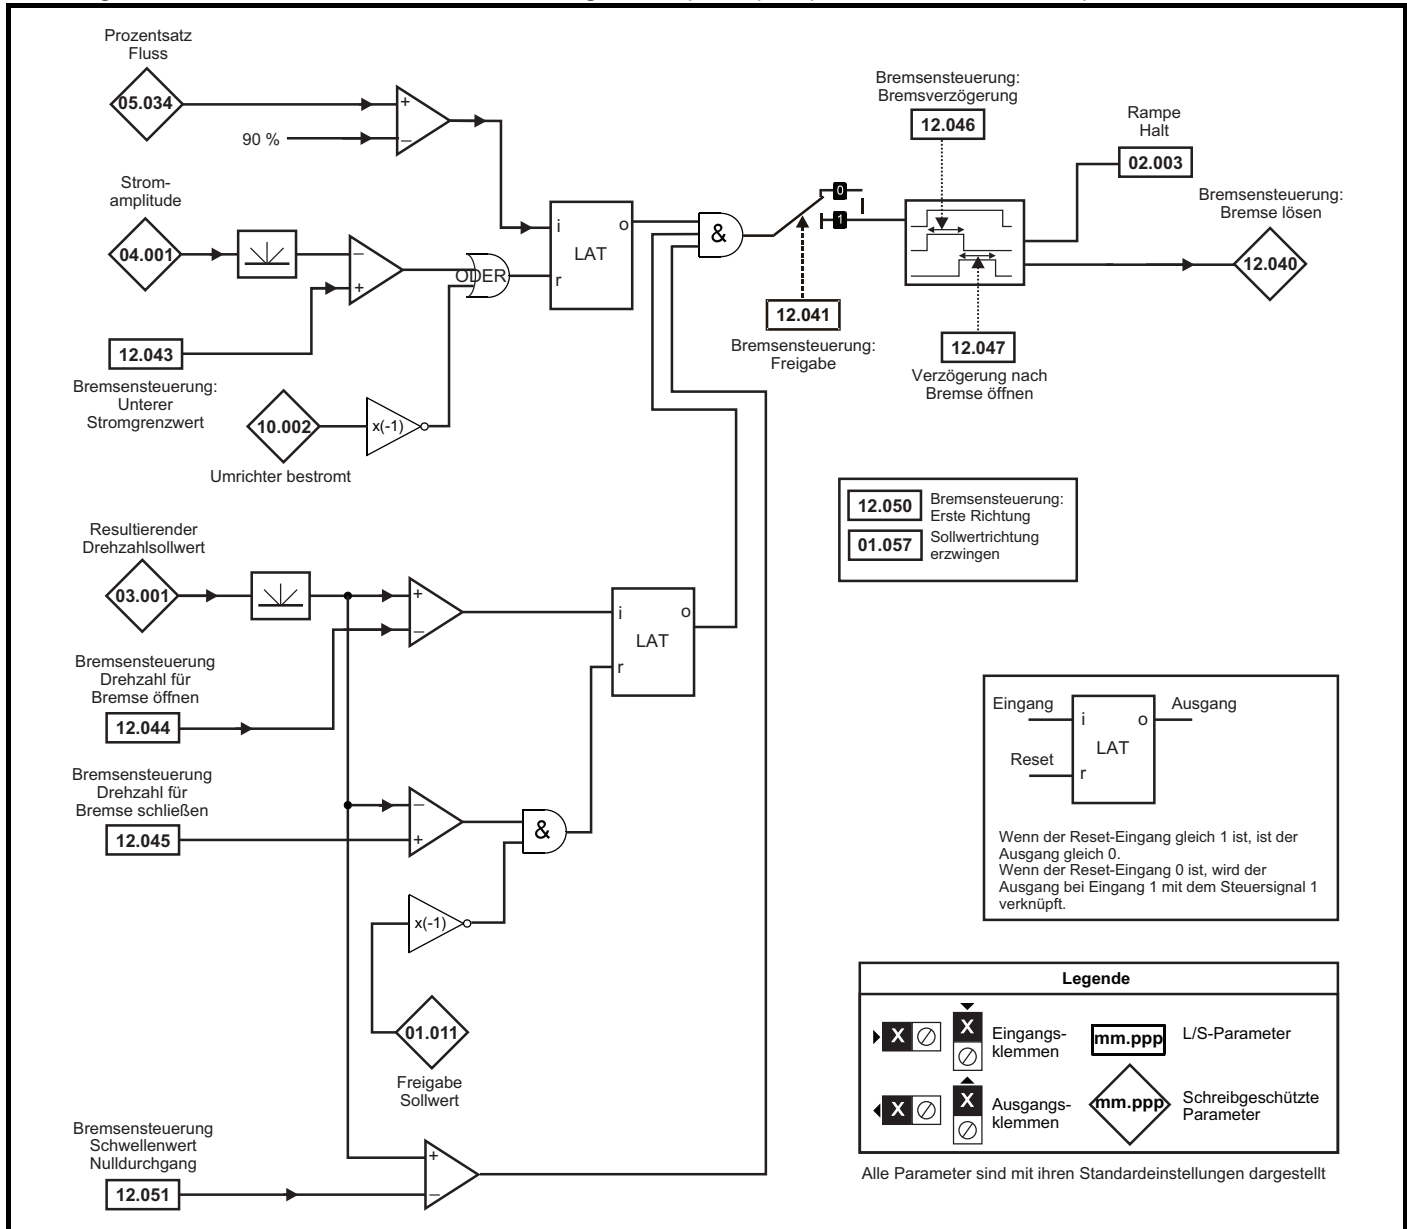 Prozentsatz
Fluss
05.034
+
–
90 %
Strom-
amplitude
04.001
–
+
ODER
12.043
Bremsensteuerung:
Unterer
Stromgrenzwert
10.002
x(-1)
Umrichter bestromt
i
o
LAT
r
&
0
1
12.041
Bremsensteuerung:
Freigabe
Bremsensteuerung:
Bremsverzögerung
12.046
12.047
Verzögerung nach
Bremse öffnen
Rampe
Halt
02.003
Bremsensteuerung:
Bremse lösen
12.040
12.050
Bremsensteuerung:
Erste Richtung
01.057
Sollwertrichtung
erzwingen
Resultierender
Drehzahlsollwert
03.001
+
–
Bremsensteuerung
Drehzahl für
Bremse öffnen
12.044
i
o
LAT
r
Bremsensteuerung
Drehzahl für
Bremse schließen
12.045
–
+
&
x(-1)
01.011
Freigabe
Sollwert
Bremsensteuerung
Schwellenwert
Nulldurchgang
12.051
+
–
Eingang
Ausgang
i
o
LAT
Reset
r
Wenn der Reset-Eingang gleich 1 ist, ist der
Ausgang gleich 0.
Wenn der Reset-Eingang 0 ist, wird der
Ausgang bei Eingang 1 mit dem Steuersignal 1
verknüpft.
Legende
X
X
Eingangs-
klemmen
mm.ppp
L/S-Parameter
X
X
Ausgangs-
klemmen
mm.ppp
Schreibgeschützte
Parameter
Alle Parameter sind mit ihren Standardeinstellungen dargestellt